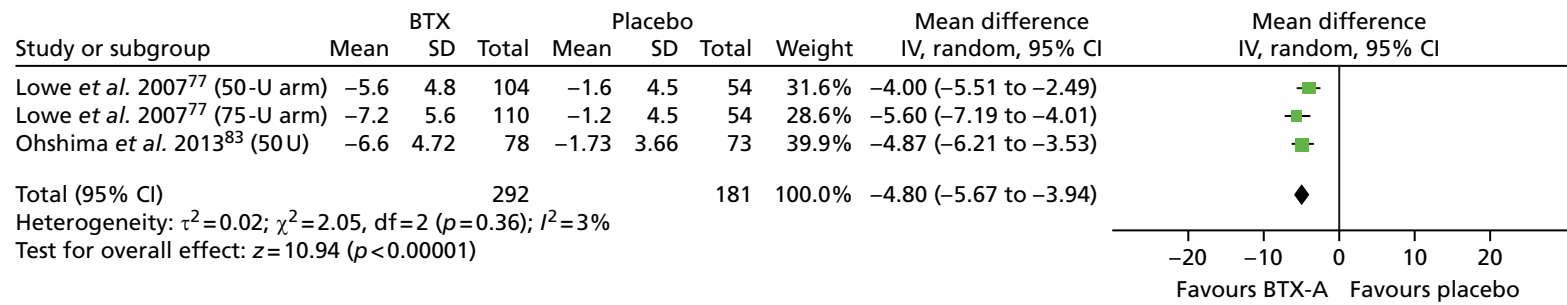 BTX Placebo Mean difference Mean difference
Study or subgroup Mean SD Total Mean SD Total Weight IV, random, 95% CI IV, random, 95% CI
Lowe et al. 2007⁷⁷ (50-U arm) −5.6 4.8 104 −1.6 4.5 54 31.6% −4.00 (−5.51 to −2.49)
Lowe et al. 2007⁷⁷ (75-U arm) −7.2 5.6 110 −1.2 4.5 54 28.6% −5.60 (−7.19 to −4.01)
Ohshima et al. 2013⁸³ (50 U) −6.6 4.72 78 −1.73 3.66 73 39.9% −4.87 (−6.21 to −3.53)
Total (95% CI) 292 181 100.0% −4.80 (−5.67 to −3.94)
Heterogeneity: τ²=0.02; χ²=2.05, df=2 (p=0.36); I²=3%
Test for overall effect: z=10.94 (p<0.00001)
−20 −10 0 10 20
Favours BTX-A Favours placebo